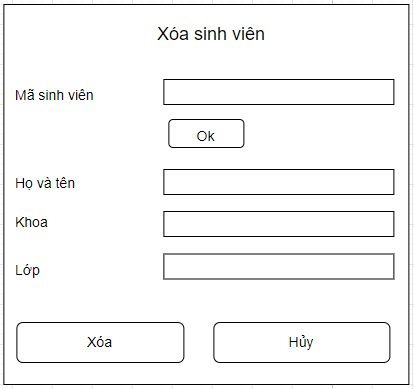 Xóa sinh viên
Mã sinh viên
Ok
Họ và tên
Khoa
Lớp
Xóa
Hủy